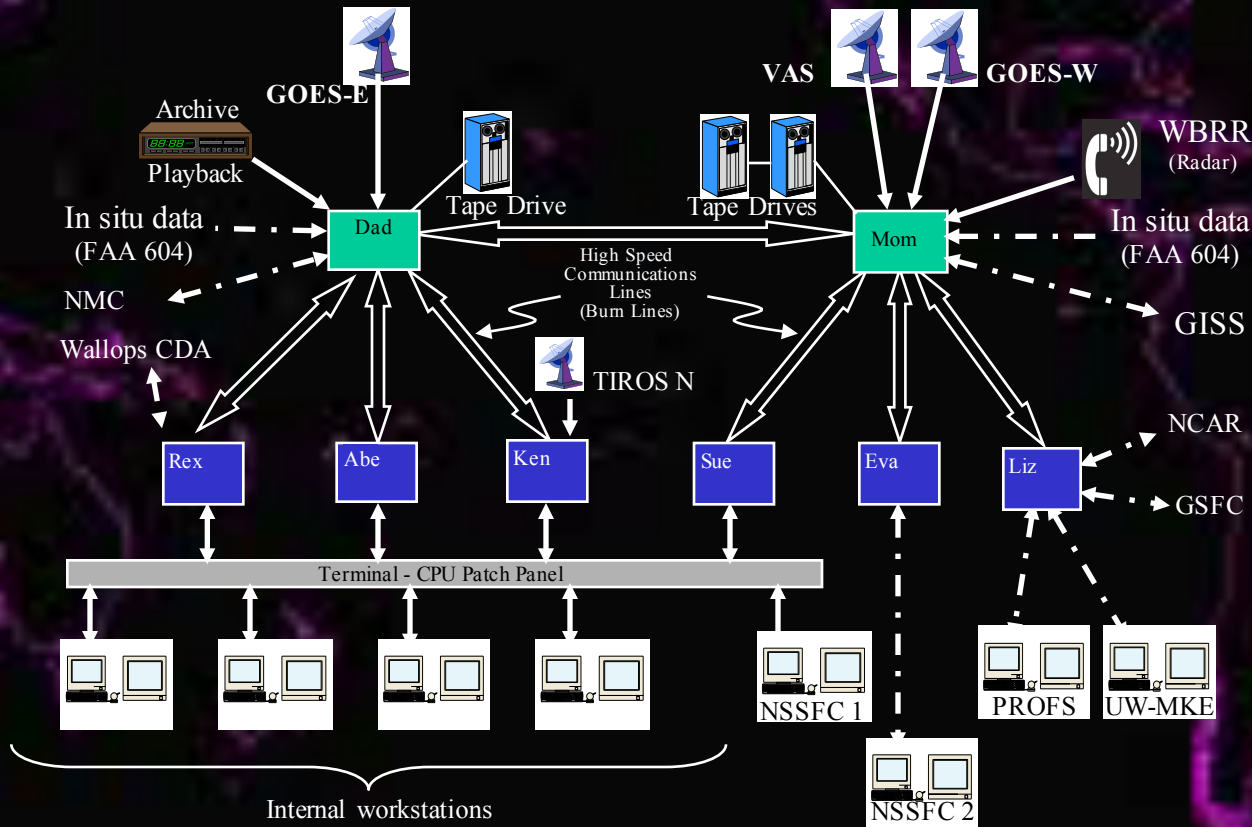 GOES-E
VAS
GOES-W
Archive
88:88
Playback
WBRR
(Radar)
Tape Drive
Tape Drives
In situ data
(FAA 604)
Dad
Mom
In situ data
(FAA 604)
High Speed
Communications
Lines
(Burn Lines)
NMC
GISS
Wallops CDA
TIROS N
NCAR
Rex
Abe
Ken
Sue
Eva
Liz
GSFC
Terminal - CPU Patch Panel
NSSFC 1
PROFS
UW-MKE
NSSFC 2
Internal workstations